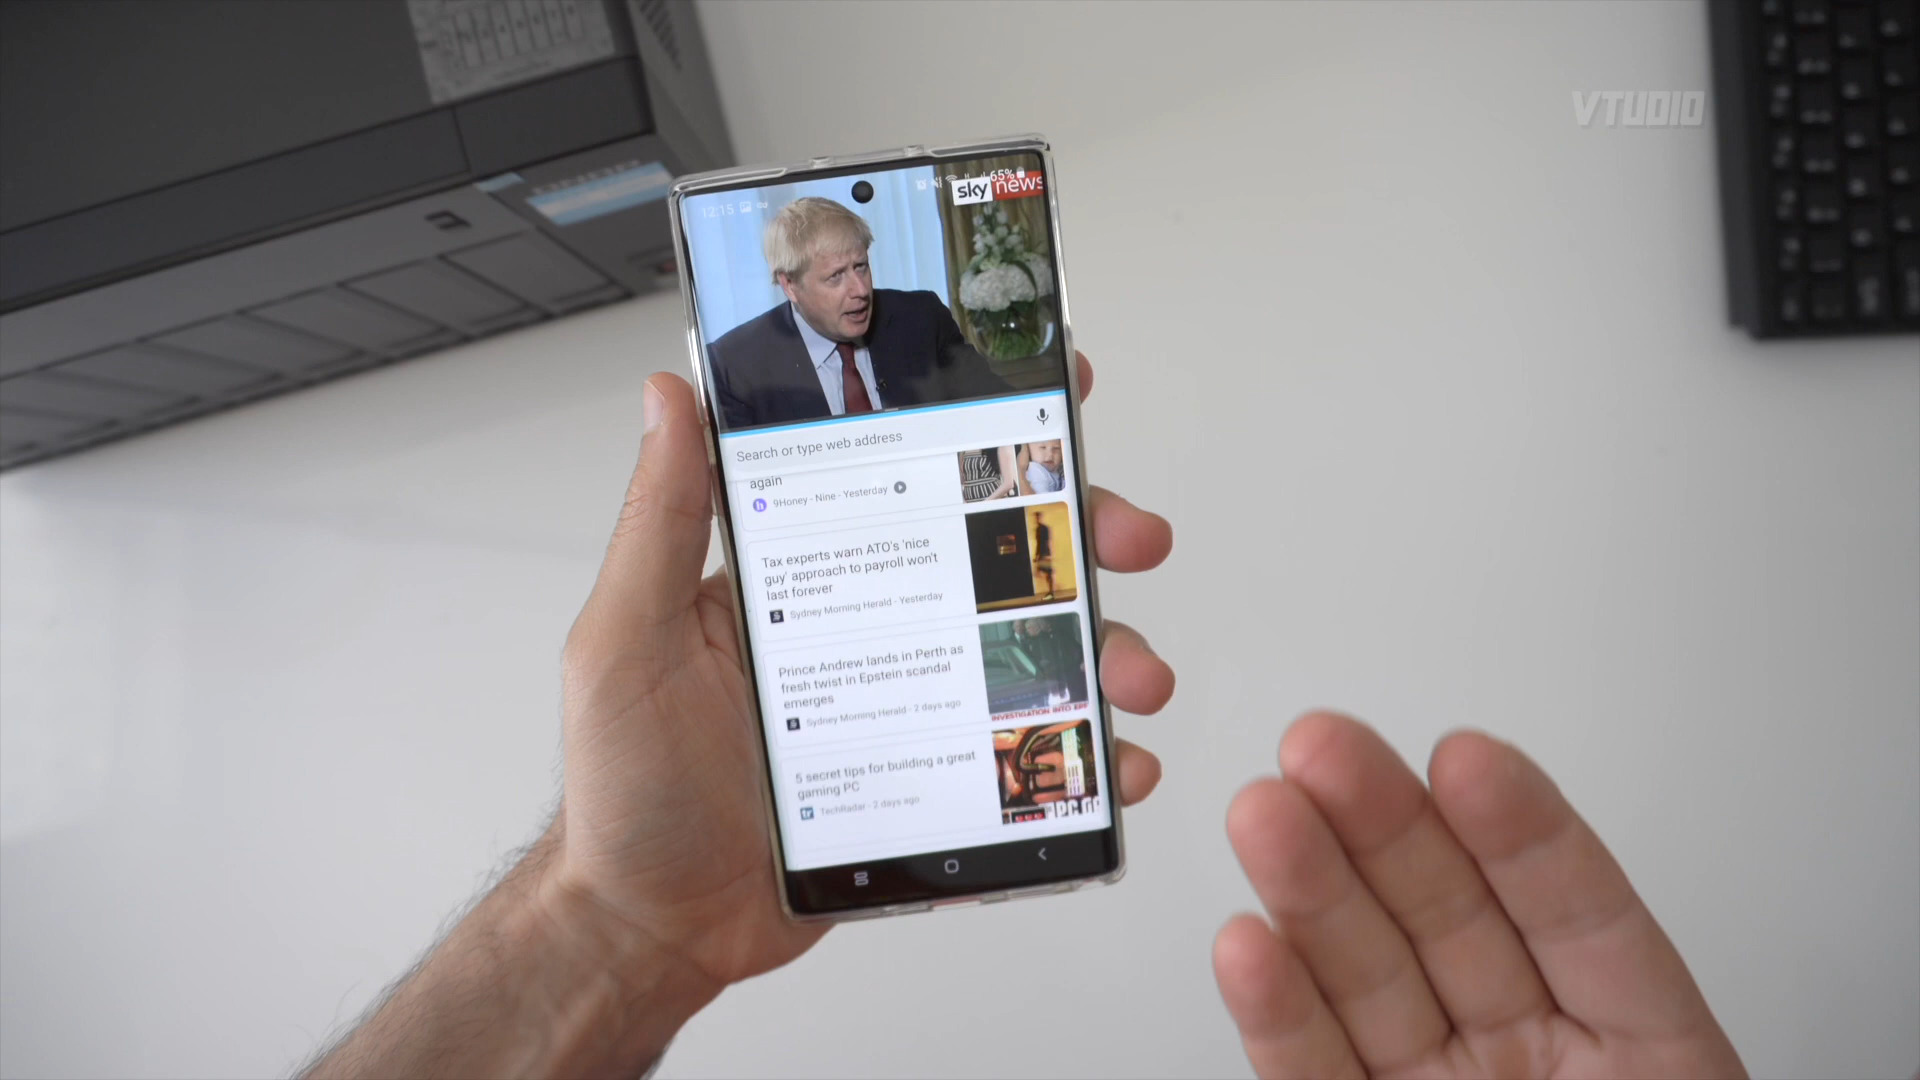 VTUDIO
12:15
65%
sky news
Search or type web address
again
9Honey - Nine - Yesterday
Tax experts warn ATO's 'nice
guy' approach to payroll won't
last forever
Sydney Morning Herald - Yesterday
Prince Andrew lands in Perth as
fresh twist in Epstein scandal
emerges
Sydney Morning Herald - 2 days ago
5 secret tips for building a great
gaming PC
TechRadar - 2 days ago